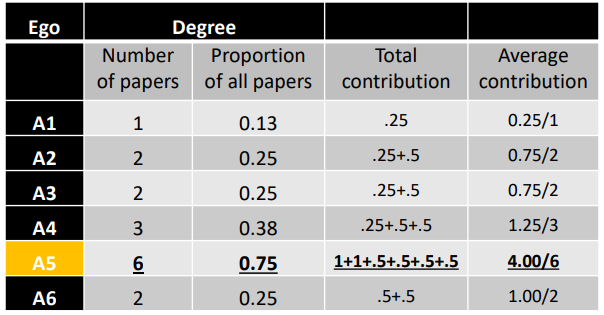 Ego Degree
Number of papers Proportion of all papers Total contribution Average contribution
A1 1 0.13 .25 0.25/1
A2 2 0.25 .25+.5 0.75/2
A3 2 0.25 .25+.5 0.75/2
A4 3 0.38 .25+.5+.5 1.25/3
A5 6 0.75 1+1+.5+.5+.5+.5 4.00/6
A6 2 0.25 .5+.5 1.00/2